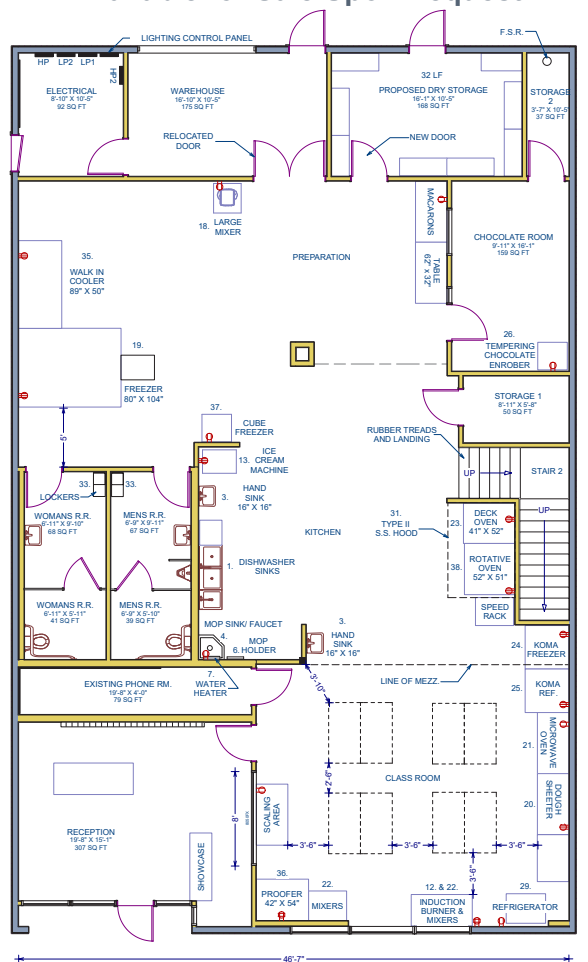 LIGHTING CONTROL PANEL
F.S.R.
HP LP2 LP1
HP2
ELECTRICAL
8'-10" X 10'-5"
92 SQ FT
WAREHOUSE
16'-10" X 10'-5"
175 SQ FT
32 LF
PROPOSED DRY STORAGE
16'-1" X 10'-5"
168 SQ FT
STORAGE
2
3'-7" X 10'-5"
37 SQ FT
RELOCATED
DOOR
NEW DOOR
18. LARGE
MIXER
MACARONS
TABLE
62" X 32"
CHOCOLATE ROOM
9'-11" X 16'-1"
159 SQ FT
PREPARATION
35.
WALK IN
COOLER
89" X 50"
26.
TEMPERING
CHOCOLATE
ENROBER
19.
FREEZER
80" X 104"
STORAGE 1
8'-11" X 5'-8"
50 SQ FT
5'
37.
CUBE
FREEZER
RUBBER TREADS
AND LANDING
13. ICE
CREAM
MACHINE
UP
STAIR 2
33.
33.
LOCKERS
3.
HAND
SINK
16" X 16"
UP
WOMANS R.R.
6'-11" X 9'-10"
68 SQ FT
MENS R.R.
6'-9" X 9'-11"
67 SQ FT
KITCHEN
31.
TYPE II
S.S. HOOD
23.
DECK
OVEN
41" X 52"
1. DISHWASHER
SINKS
38.
ROTATIVE
OVEN
52" X 51"
WOMANS R.R.
6'-11" X 5'-11"
41 SQ FT
MENS R.R.
6'-9" X 5'-10"
39 SQ FT
SPEED
RACK
MOP SINK/ FAUCET
4.
MOP
6. HOLDER
3.
HAND
SINK
16" X 16"
24.
KOMA
FREEZER
7.
WATER
HEATER
EXISTING PHONE RM.
19'-8" X 4'-0"
79 SQ FT
LINE OF MEZZ.
25.
KOMA
REF.
3'-10"
21.
MICROWAVE
OVEN
2'-6"
CLASS ROOM
20.
DOUGH
SHEETER
8'
SCALING
AREA
RECEPTION
19'-8" X 15'-1"
307 SQ FT
SHOWCASE
3'-6"
3'-6"
3'-6"
3'-6"
36.
PROOFER
42" X 54"
22.
MIXERS
12. & 22.
INDUCTION
BURNER &
MIXERS
29.
REFRIGERATOR
46'-7"